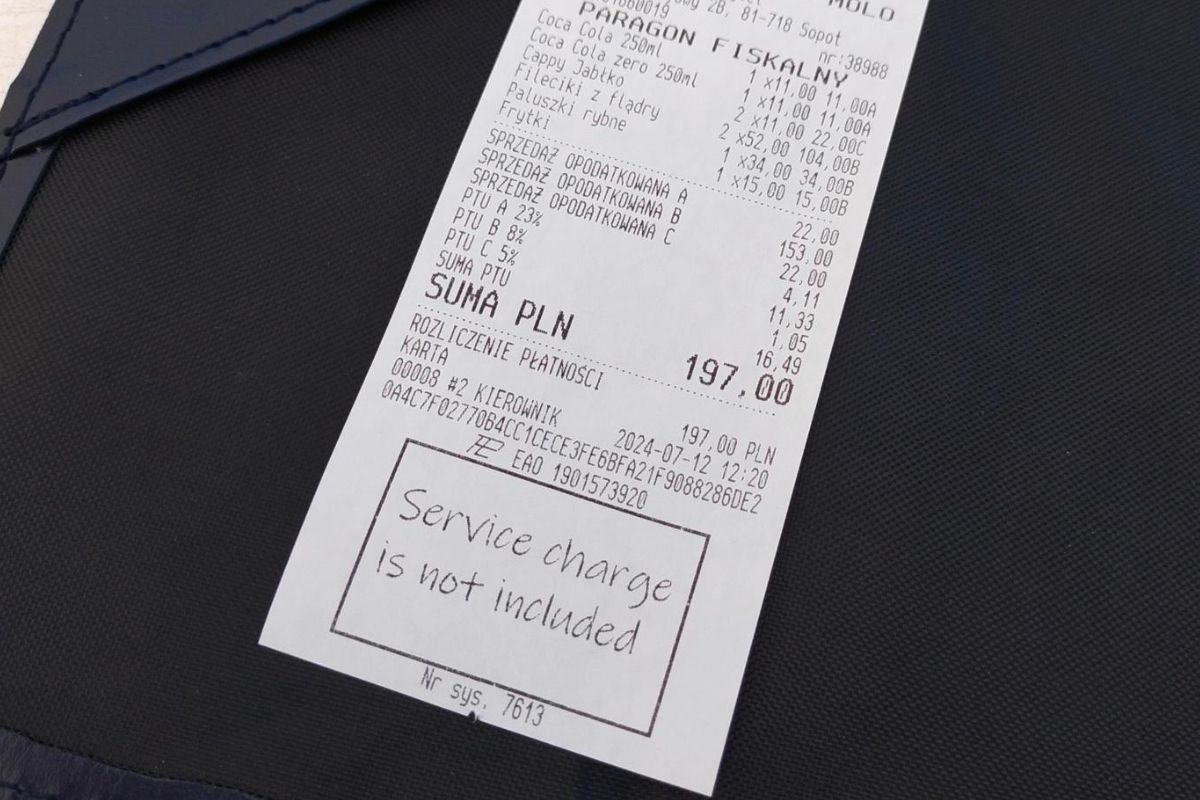 MOLO
2B, 81-718 Sopot
nr:38988
PARAGON FISKALNY
Coca Cola 250ml 1 x11,00 11,00A
Coca Cola zero 250ml 1 x11,00 11,00A
Cappy Jabłko 2 x11,00 22,00C
Fileciki z flądry 2 x52,00 104,00B
Paluszki rybne 1 x34,00 34,00B
Frytki 1 x15,00 15,00B
SPRZEDAŻ OPODATKOWANA A 22,00
SPRZEDAŻ OPODATKOWANA B 153,00
SPRZEDAŻ OPODATKOWANA C 22,00
PTU A 23% 4,11
PTU B 8% 11,33
PTU C 5% 1,05
SUMA PTU 16,49
SUMA PLN 197,00
ROZLICZENIE PŁATNOŚCI
KARTA 197,00 PLN
00008 #2 KIEROWNIK 2024-07-12 12:20
0A4C7F02770B4CC1CECE3FE6BFA21F9088286DE2
EAO 1901573920
Service charge
is not included
Nr sys. 7613